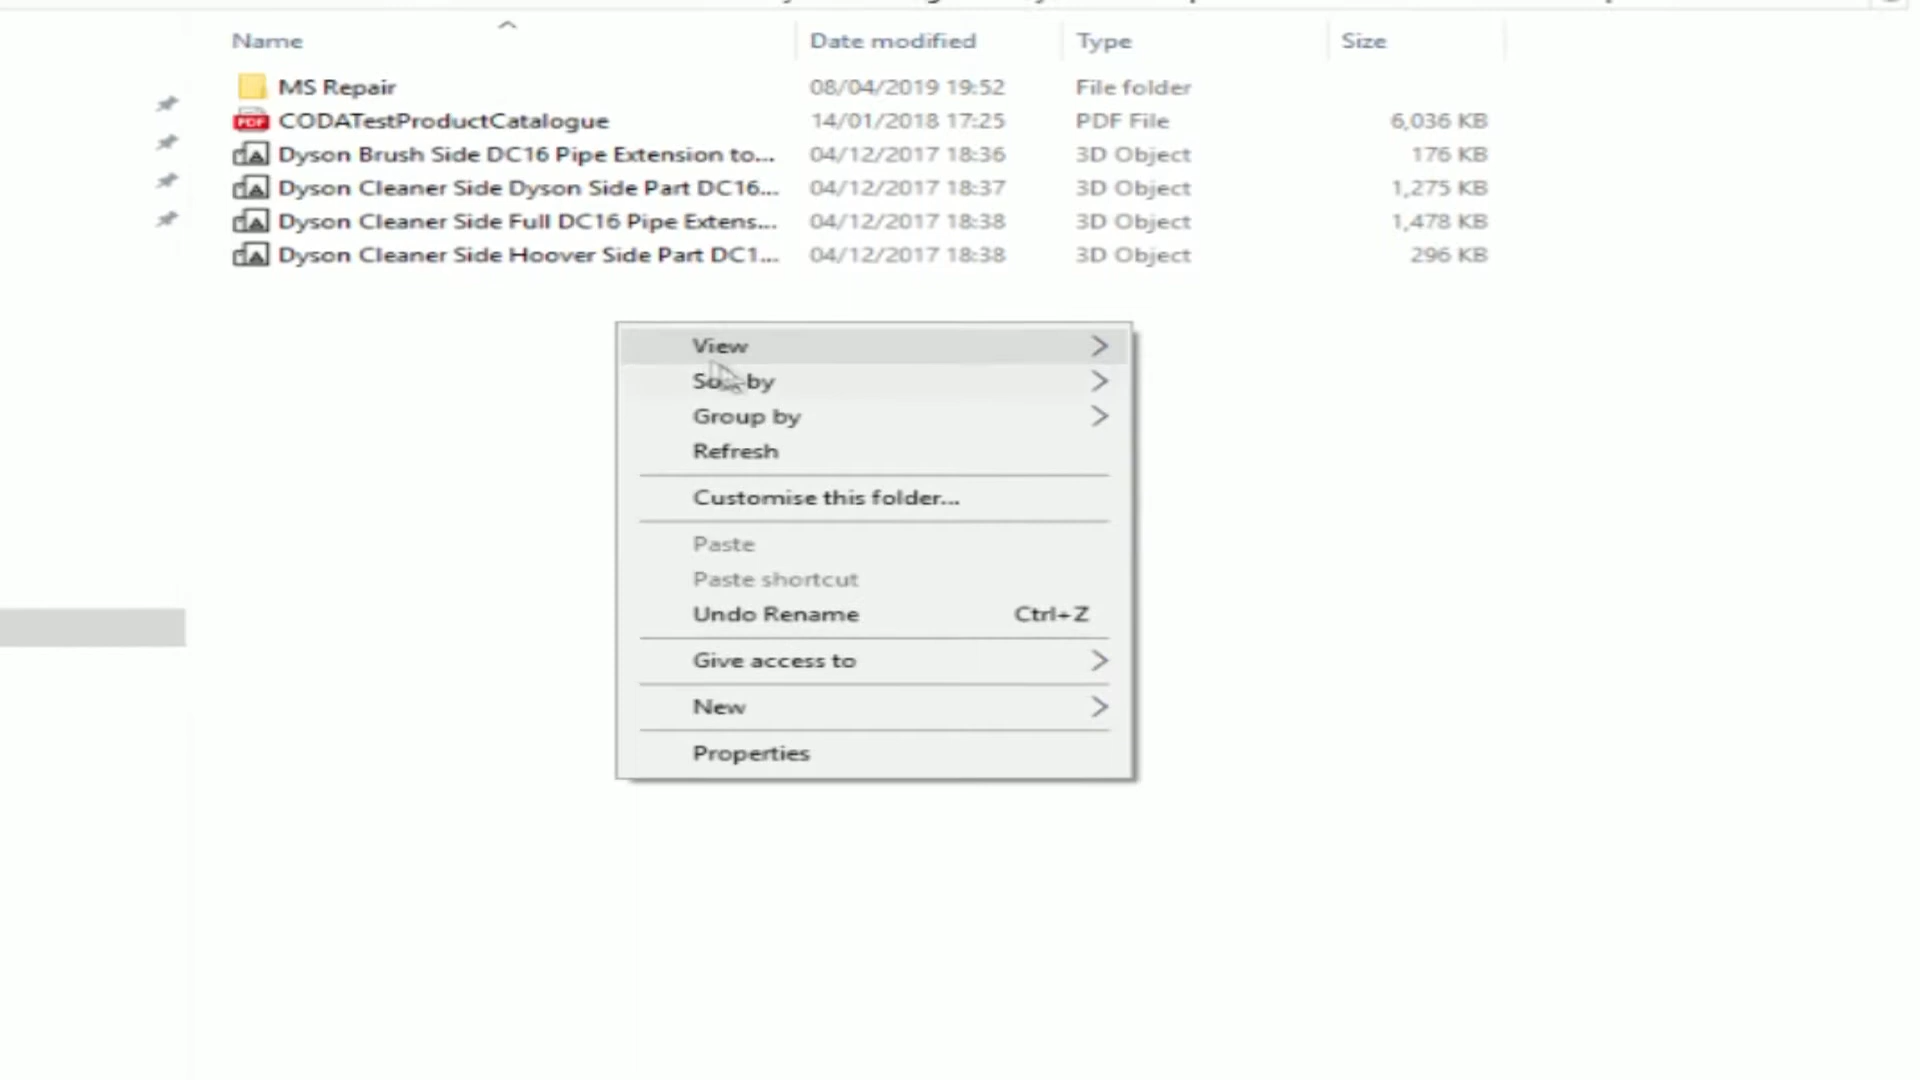 Name Date modified Type Size
MS Repair 08/04/2019 19:52 File folder
CODATestProductCatalogue 14/01/2018 17:25 PDF File 6,036 KB
Dyson Brush Side DC16 Pipe Extension to... 04/12/2017 18:36 3D Object 176 KB
Dyson Cleaner Side Dyson Side Part DC16... 04/12/2017 18:37 3D Object 1,275 KB
Dyson Cleaner Side Full DC16 Pipe Extens... 04/12/2017 18:38 3D Object 1,478 KB
Dyson Cleaner Side Hoover Side Part DC1... 04/12/2017 18:38 3D Object 296 KB
View
Sort by
Group by
Refresh
Customise this folder...
Paste
Paste shortcut
Undo Rename Ctrl+Z
Give access to
New
Properties